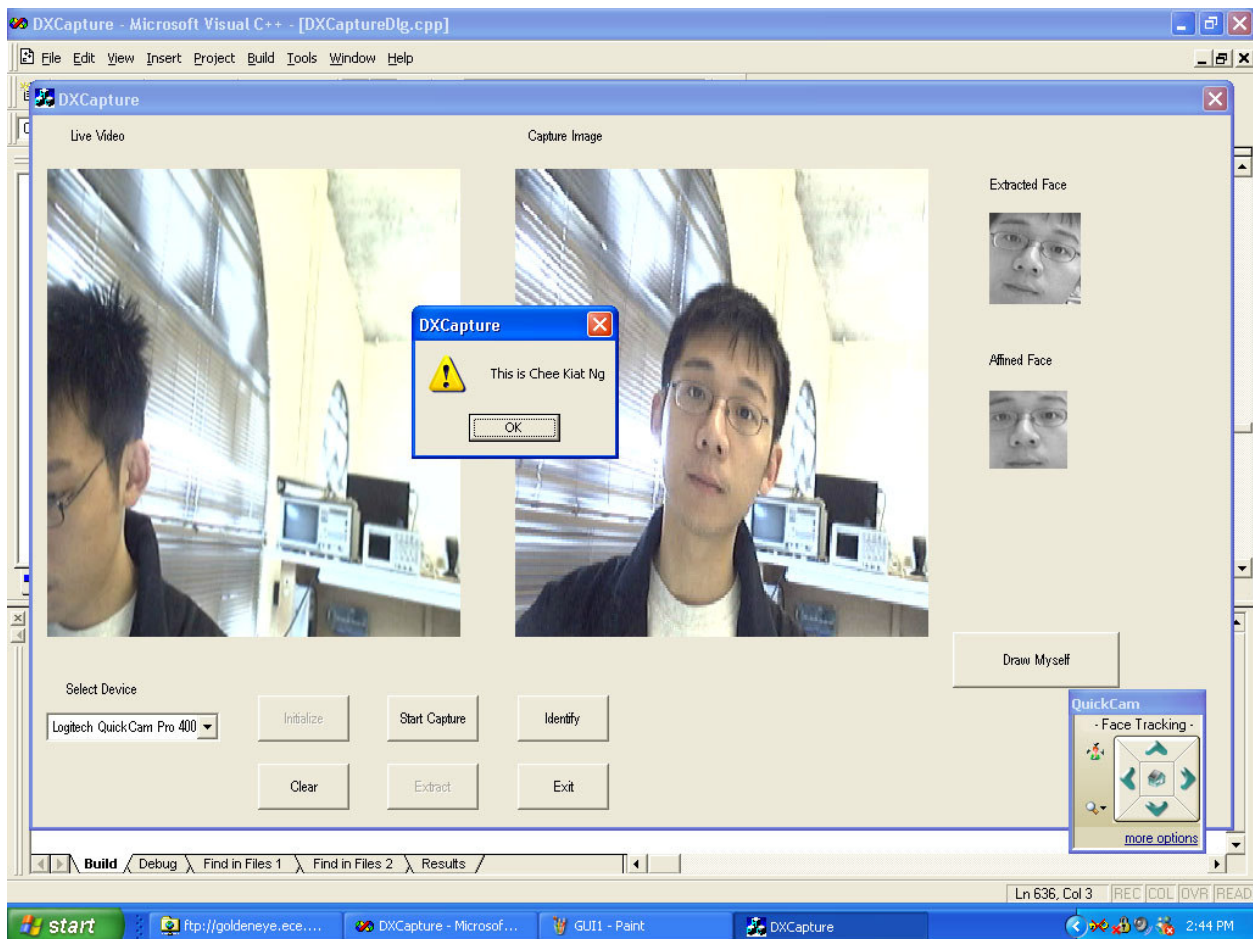 DXCapture - Microsoft Visual C++ - [DXCaptureDlg.cpp]
File Edit View Insert Project Build Tools Window Help
DXCapture
Live Video
Capture Image
Extracted Face
DXCapture
This is Chee Kiat Ng
OK
Affined Face
Draw Myself
Select Device
Logitech QuickCam Pro 400
Initialize
Start Capture
Identify
Clear
Extract
Exit
QuickCam
- Face Tracking -
more options
Build Debug Find in Files 1 Find in Files 2 Results
Ln 636, Col 3 REC COL OVR READ
start ftp://goldeneye.ece.... DXCapture - Microsof... GUI1 - Paint DXCapture 2:44 PM